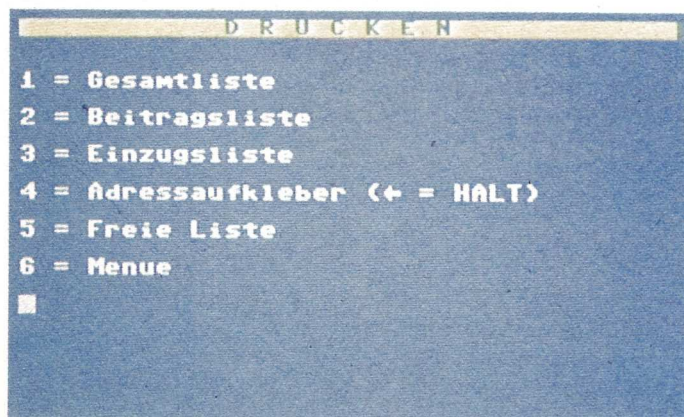 D R U C K E N
1 = Gesamtliste
2 = Beitragsliste
3 = Einzugsliste
4 = Adressaufkleber (← = HALT)
5 = Freie Liste
6 = Menue